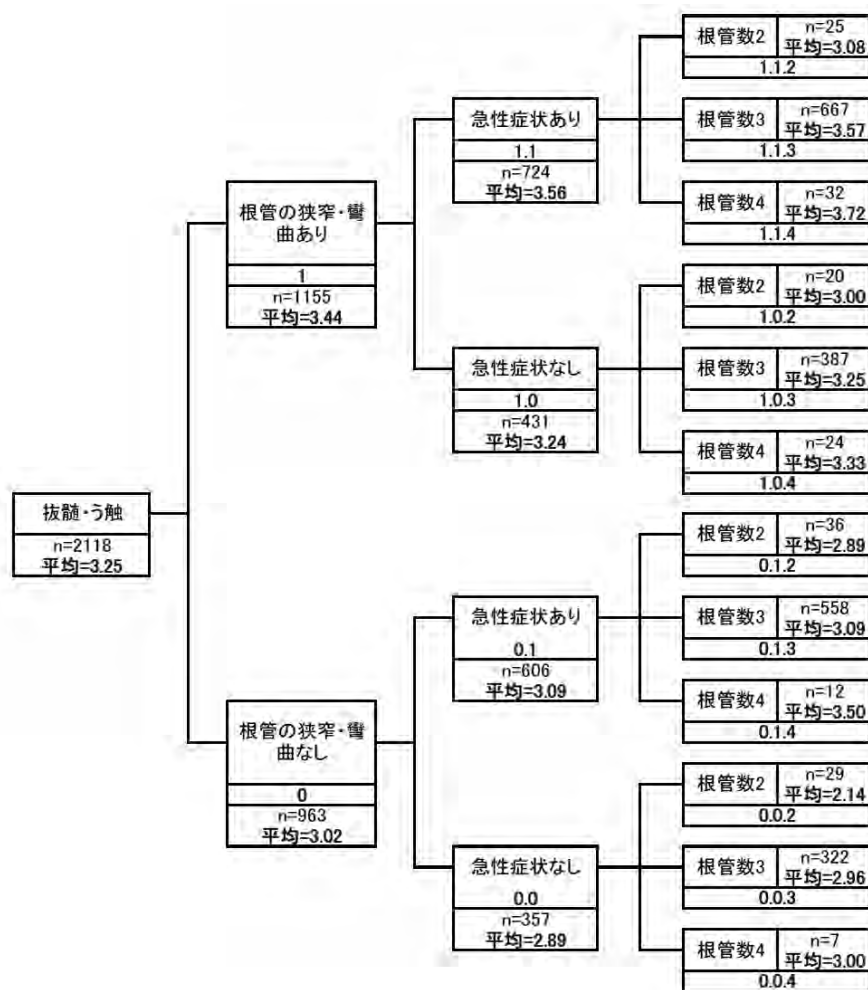 抜髄・う触
n=2118
平均=3.25
根管の狭窄・彎
曲あり
1
n=1155
平均=3.44
急性症状あり
1.1
n=724
平均=3.56
根管数2
n=25
平均=3.08
1.1.2
根管数3
n=667
平均=3.57
1.1.3
根管数4
n=32
平均=3.72
1.1.4
急性症状なし
1.0
n=431
平均=3.24
根管数2
n=20
平均=3.00
1.0.2
根管数3
n=387
平均=3.25
1.0.3
根管数4
n=24
平均=3.33
1.0.4
根管の狭窄・彎
曲なし
0
n=963
平均=3.02
急性症状あり
0.1
n=606
平均=3.09
根管数2
n=36
平均=2.89
0.1.2
根管数3
n=558
平均=3.09
0.1.3
根管数4
n=12
平均=3.50
0.1.4
急性症状なし
0.0
n=357
平均=2.89
根管数2
n=29
平均=2.14
0.0.2
根管数3
n=322
平均=2.96
0.0.3
根管数4
n=7
平均=3.00
0.0.4